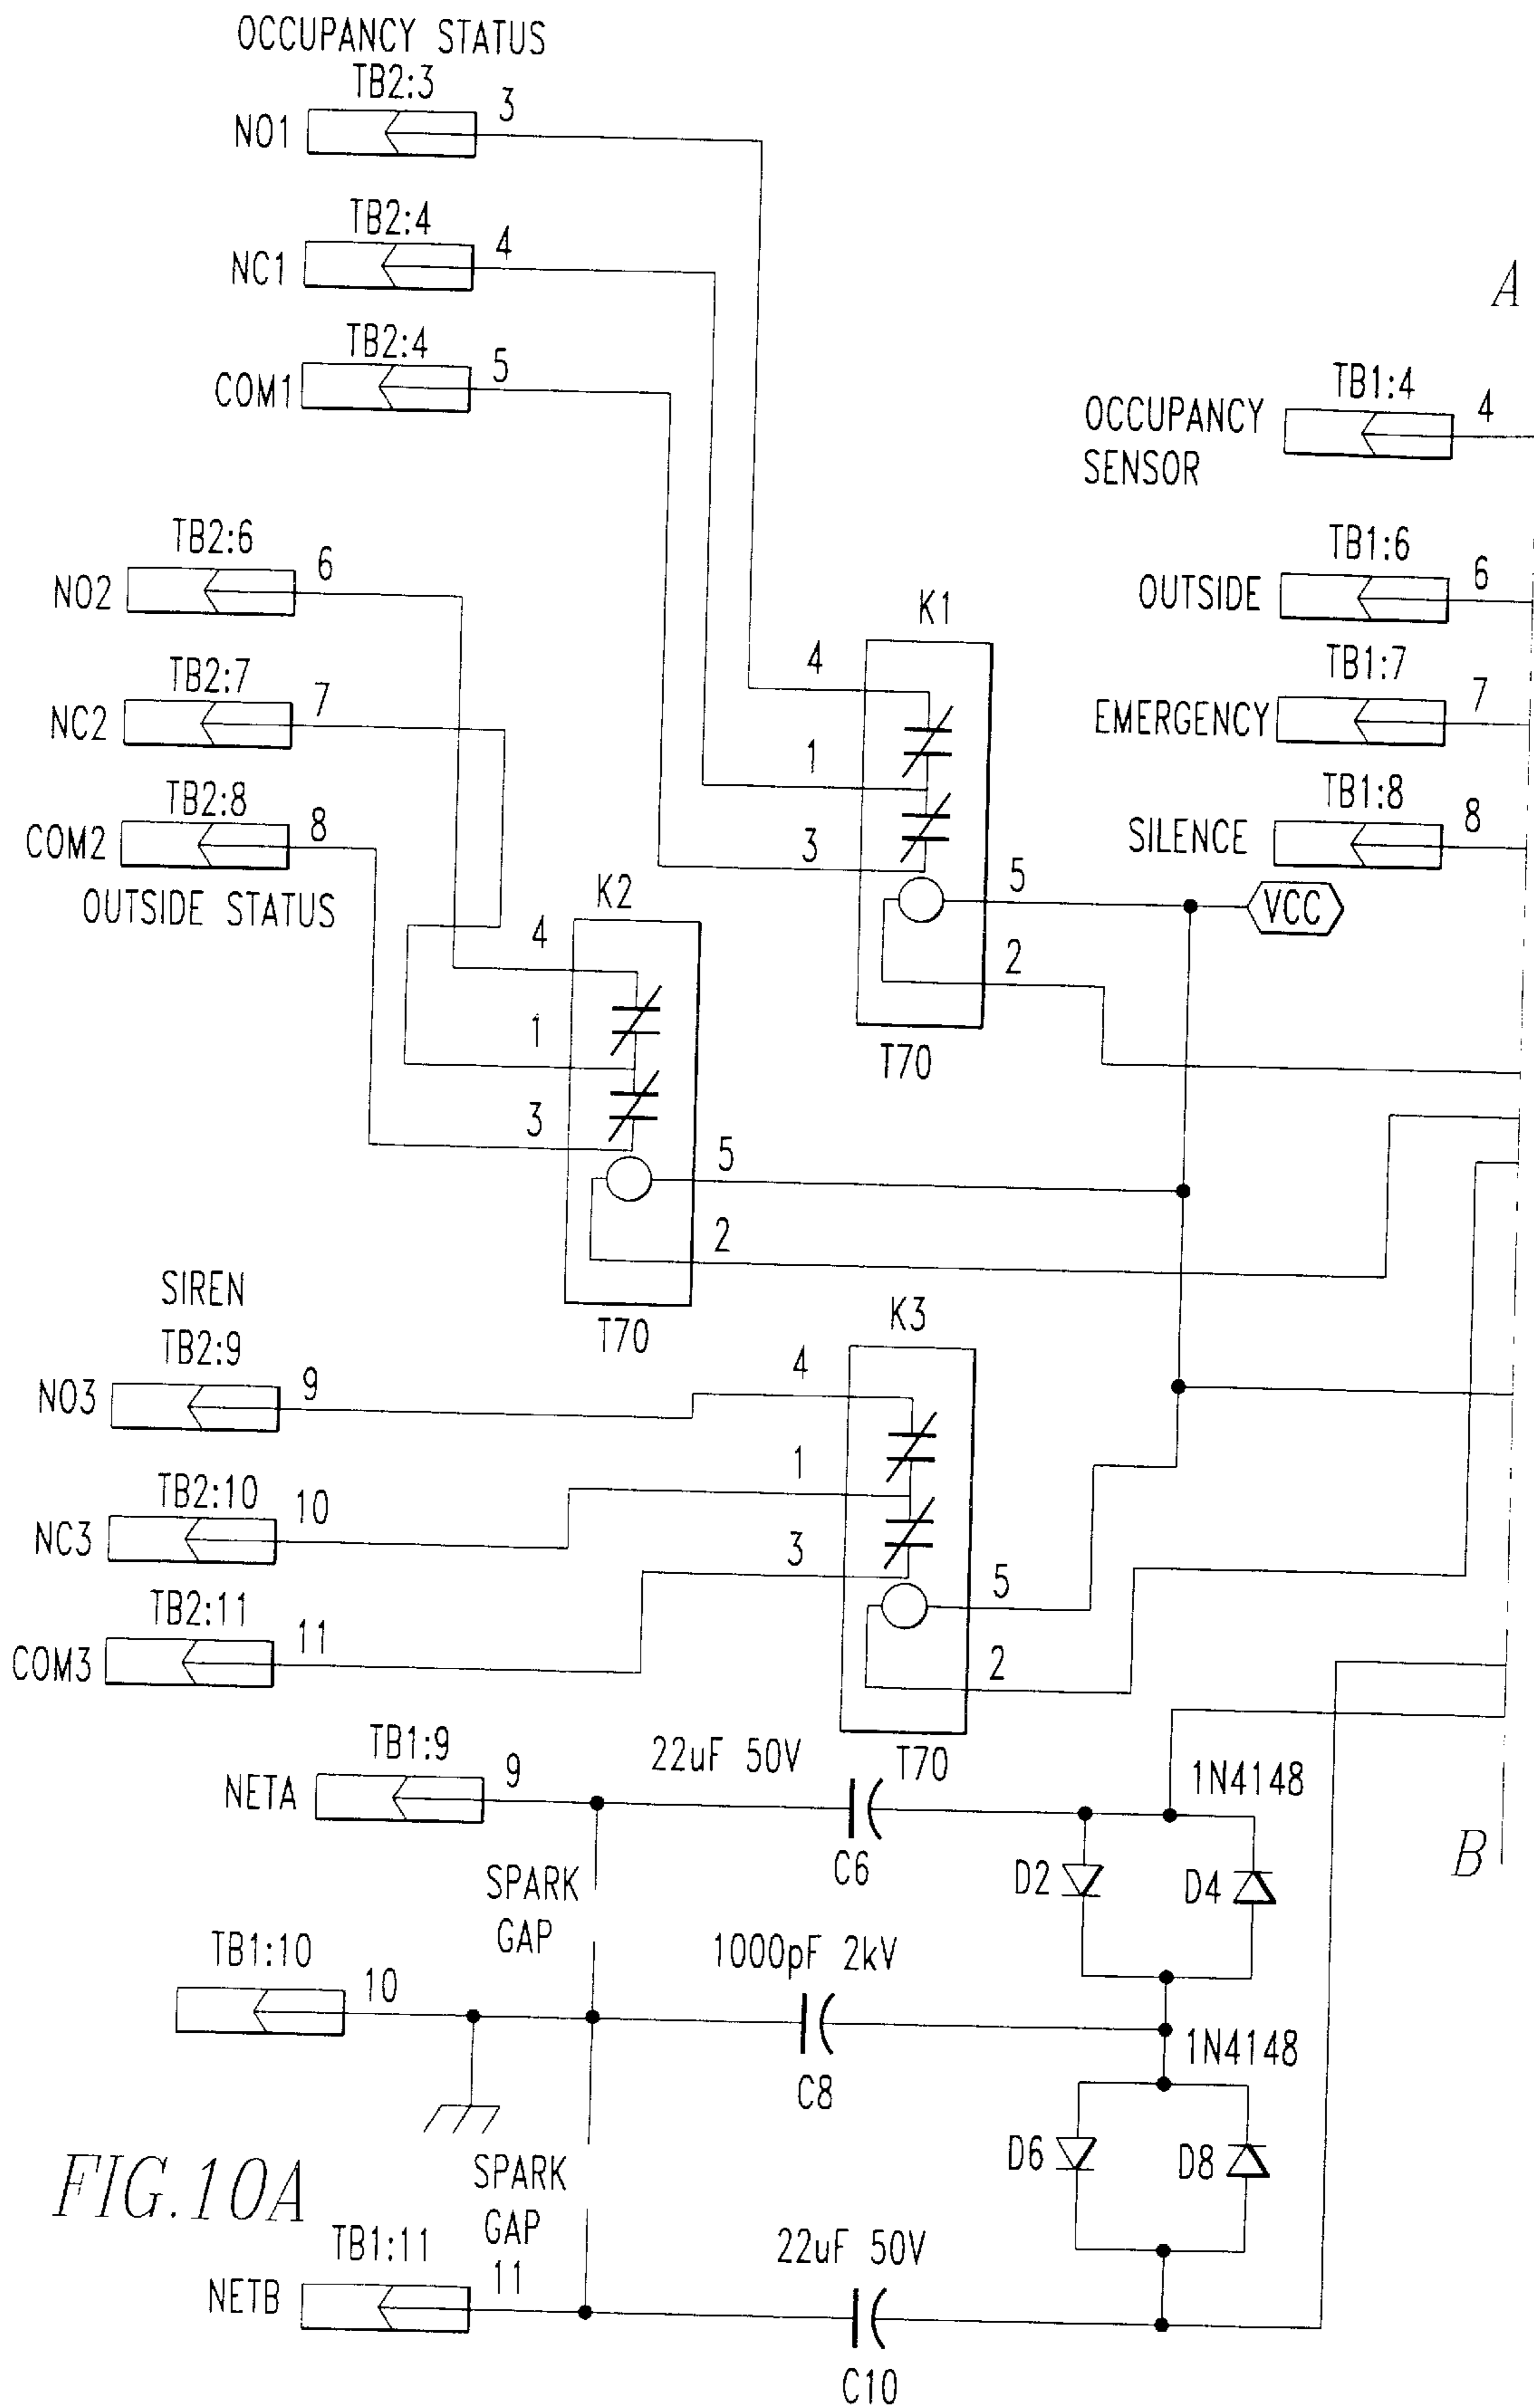 OCCUPANCY STATUS
TB2:3
3
NO1
TB2:4
4
NC1
TB2:4
5
COM1
A
TB1:4
4
OCCUPANCY
SENSOR
TB2:6
6
NO2
TB1:6
6
OUTSIDE
TB2:7
7
NC2
TB1:7
7
EMERGENCY
TB2:8
8
COM2
OUTSIDE STATUS
TB1:8
8
SILENCE
K1
4
1
3
5
2
T70
VCC
K2
4
1
3
5
2
T70
SIREN
TB2:9
9
NO3
TB2:10
10
NC3
TB2:11
11
COM3
K3
4
1
3
5
2
T70
TB1:9
9
NETA
22uF 50V
C6
1N4148
D2
D4
B
SPARK
GAP
TB1:10
10
1000pF 2kV
C8
1N4148
D6
D8
SPARK
GAP
FIG.10A
TB1:11
11
NETB
22uF 50V
C10